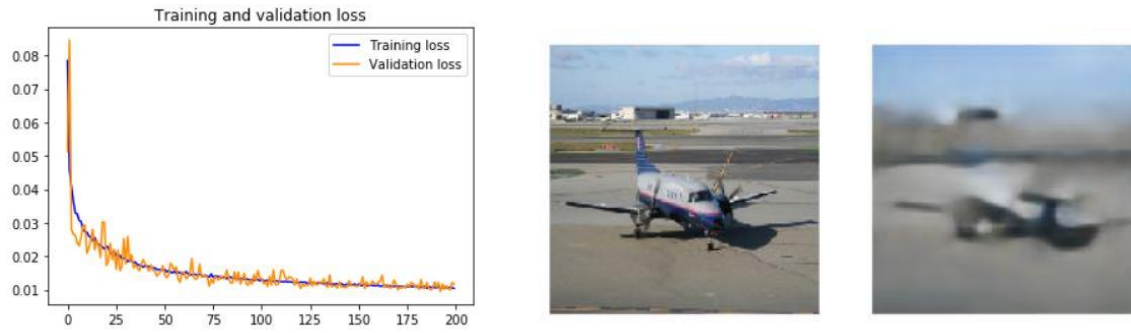 Training and validation loss
Training loss
Validation loss
0.08
0.07
0.06
0.05
0.04
0.03
0.02
0.01
0 25 50 75 100 125 150 175 200